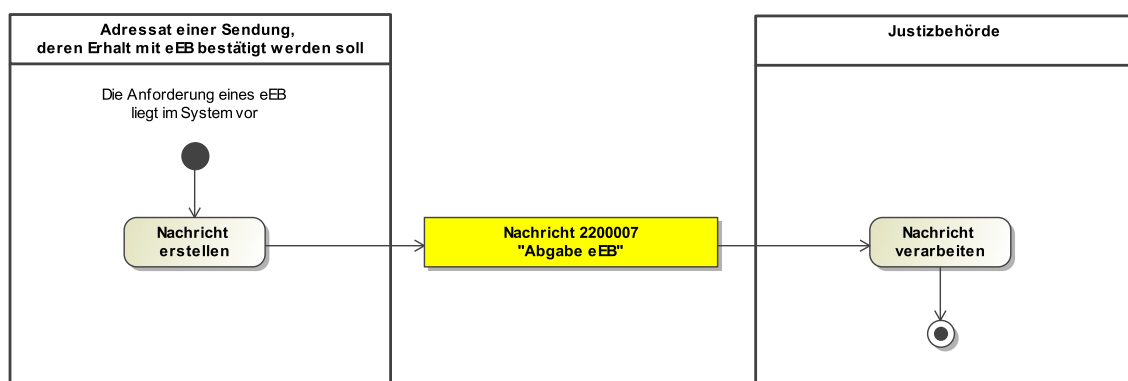 Adressat einer Sendung,
deren Erhalt mit eEB bestätigt werden soll
Justizbehörde
Die Anforderung eines eEB
liegt im System vor
Nachricht
erstellen
Nachricht 2200007
"Abgabe eEB"
Nachricht
verarbeiten